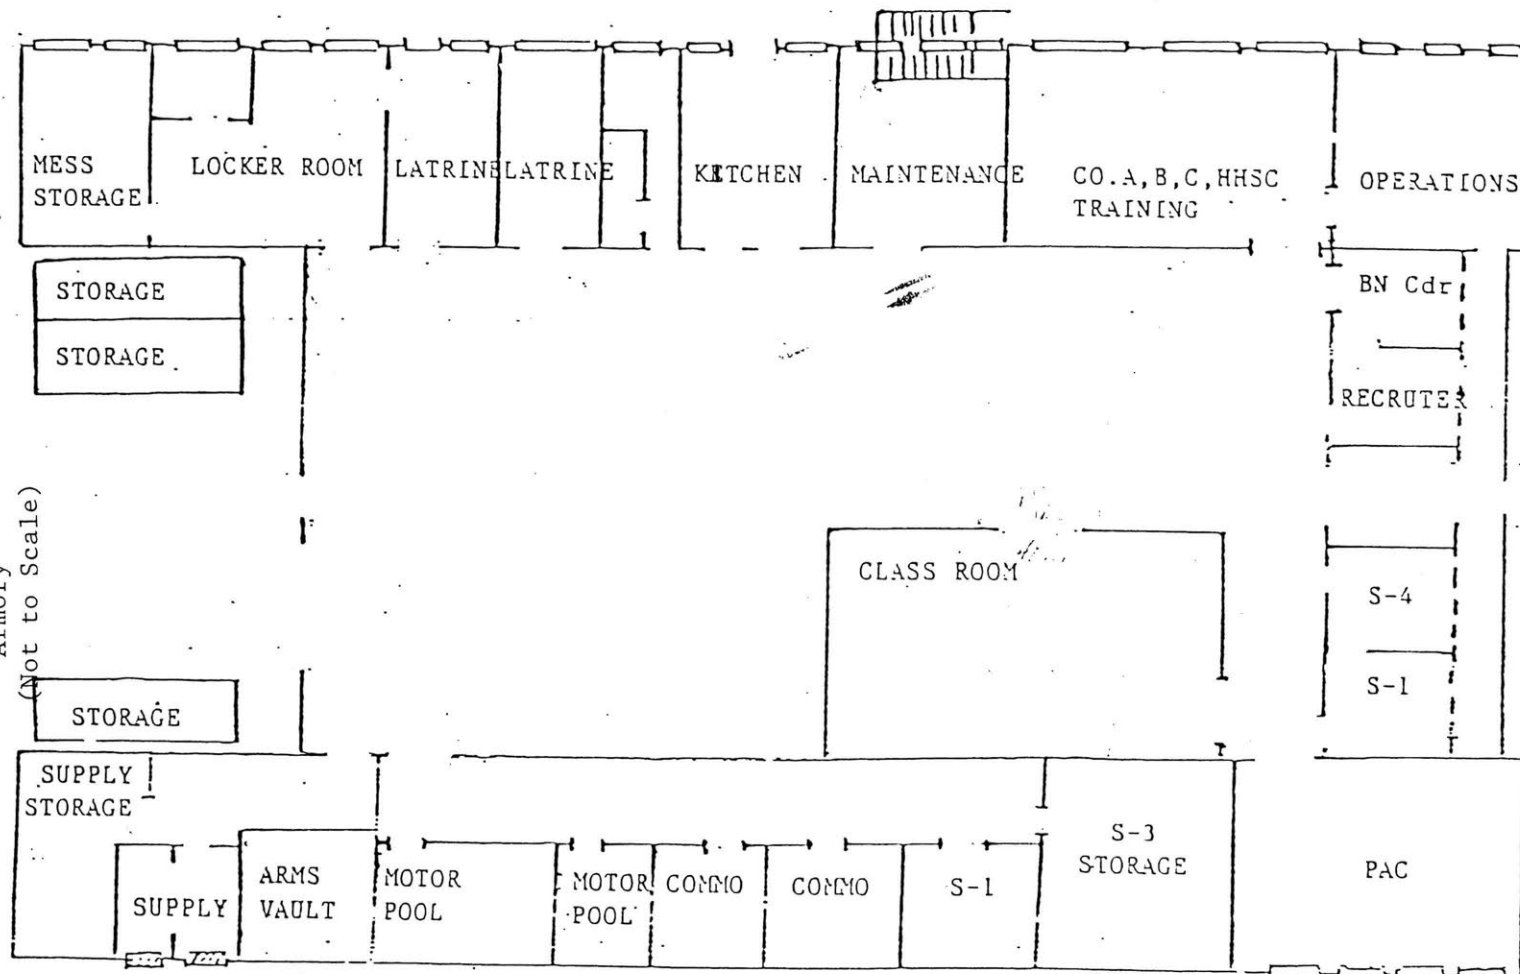 MESS
STORAGE
LOCKER ROOM
LATRINE
LATRINE
KITCHEN
MAINTENANCE
CO.A,B,C,HHSC
TRAINING
OPERATIONS
STORAGE
STORAGE
BN Cdr
RECRUTER
Armory
(Not to Scale)
CLASS ROOM
S-4
S-1
STORAGE
SUPPLY
STORAGE
SUPPLY
ARMS
VAULT
MOTOR
POOL
MOTOR
POOL
COMMO
COMMO
S-1
S-3
STORAGE
PAC